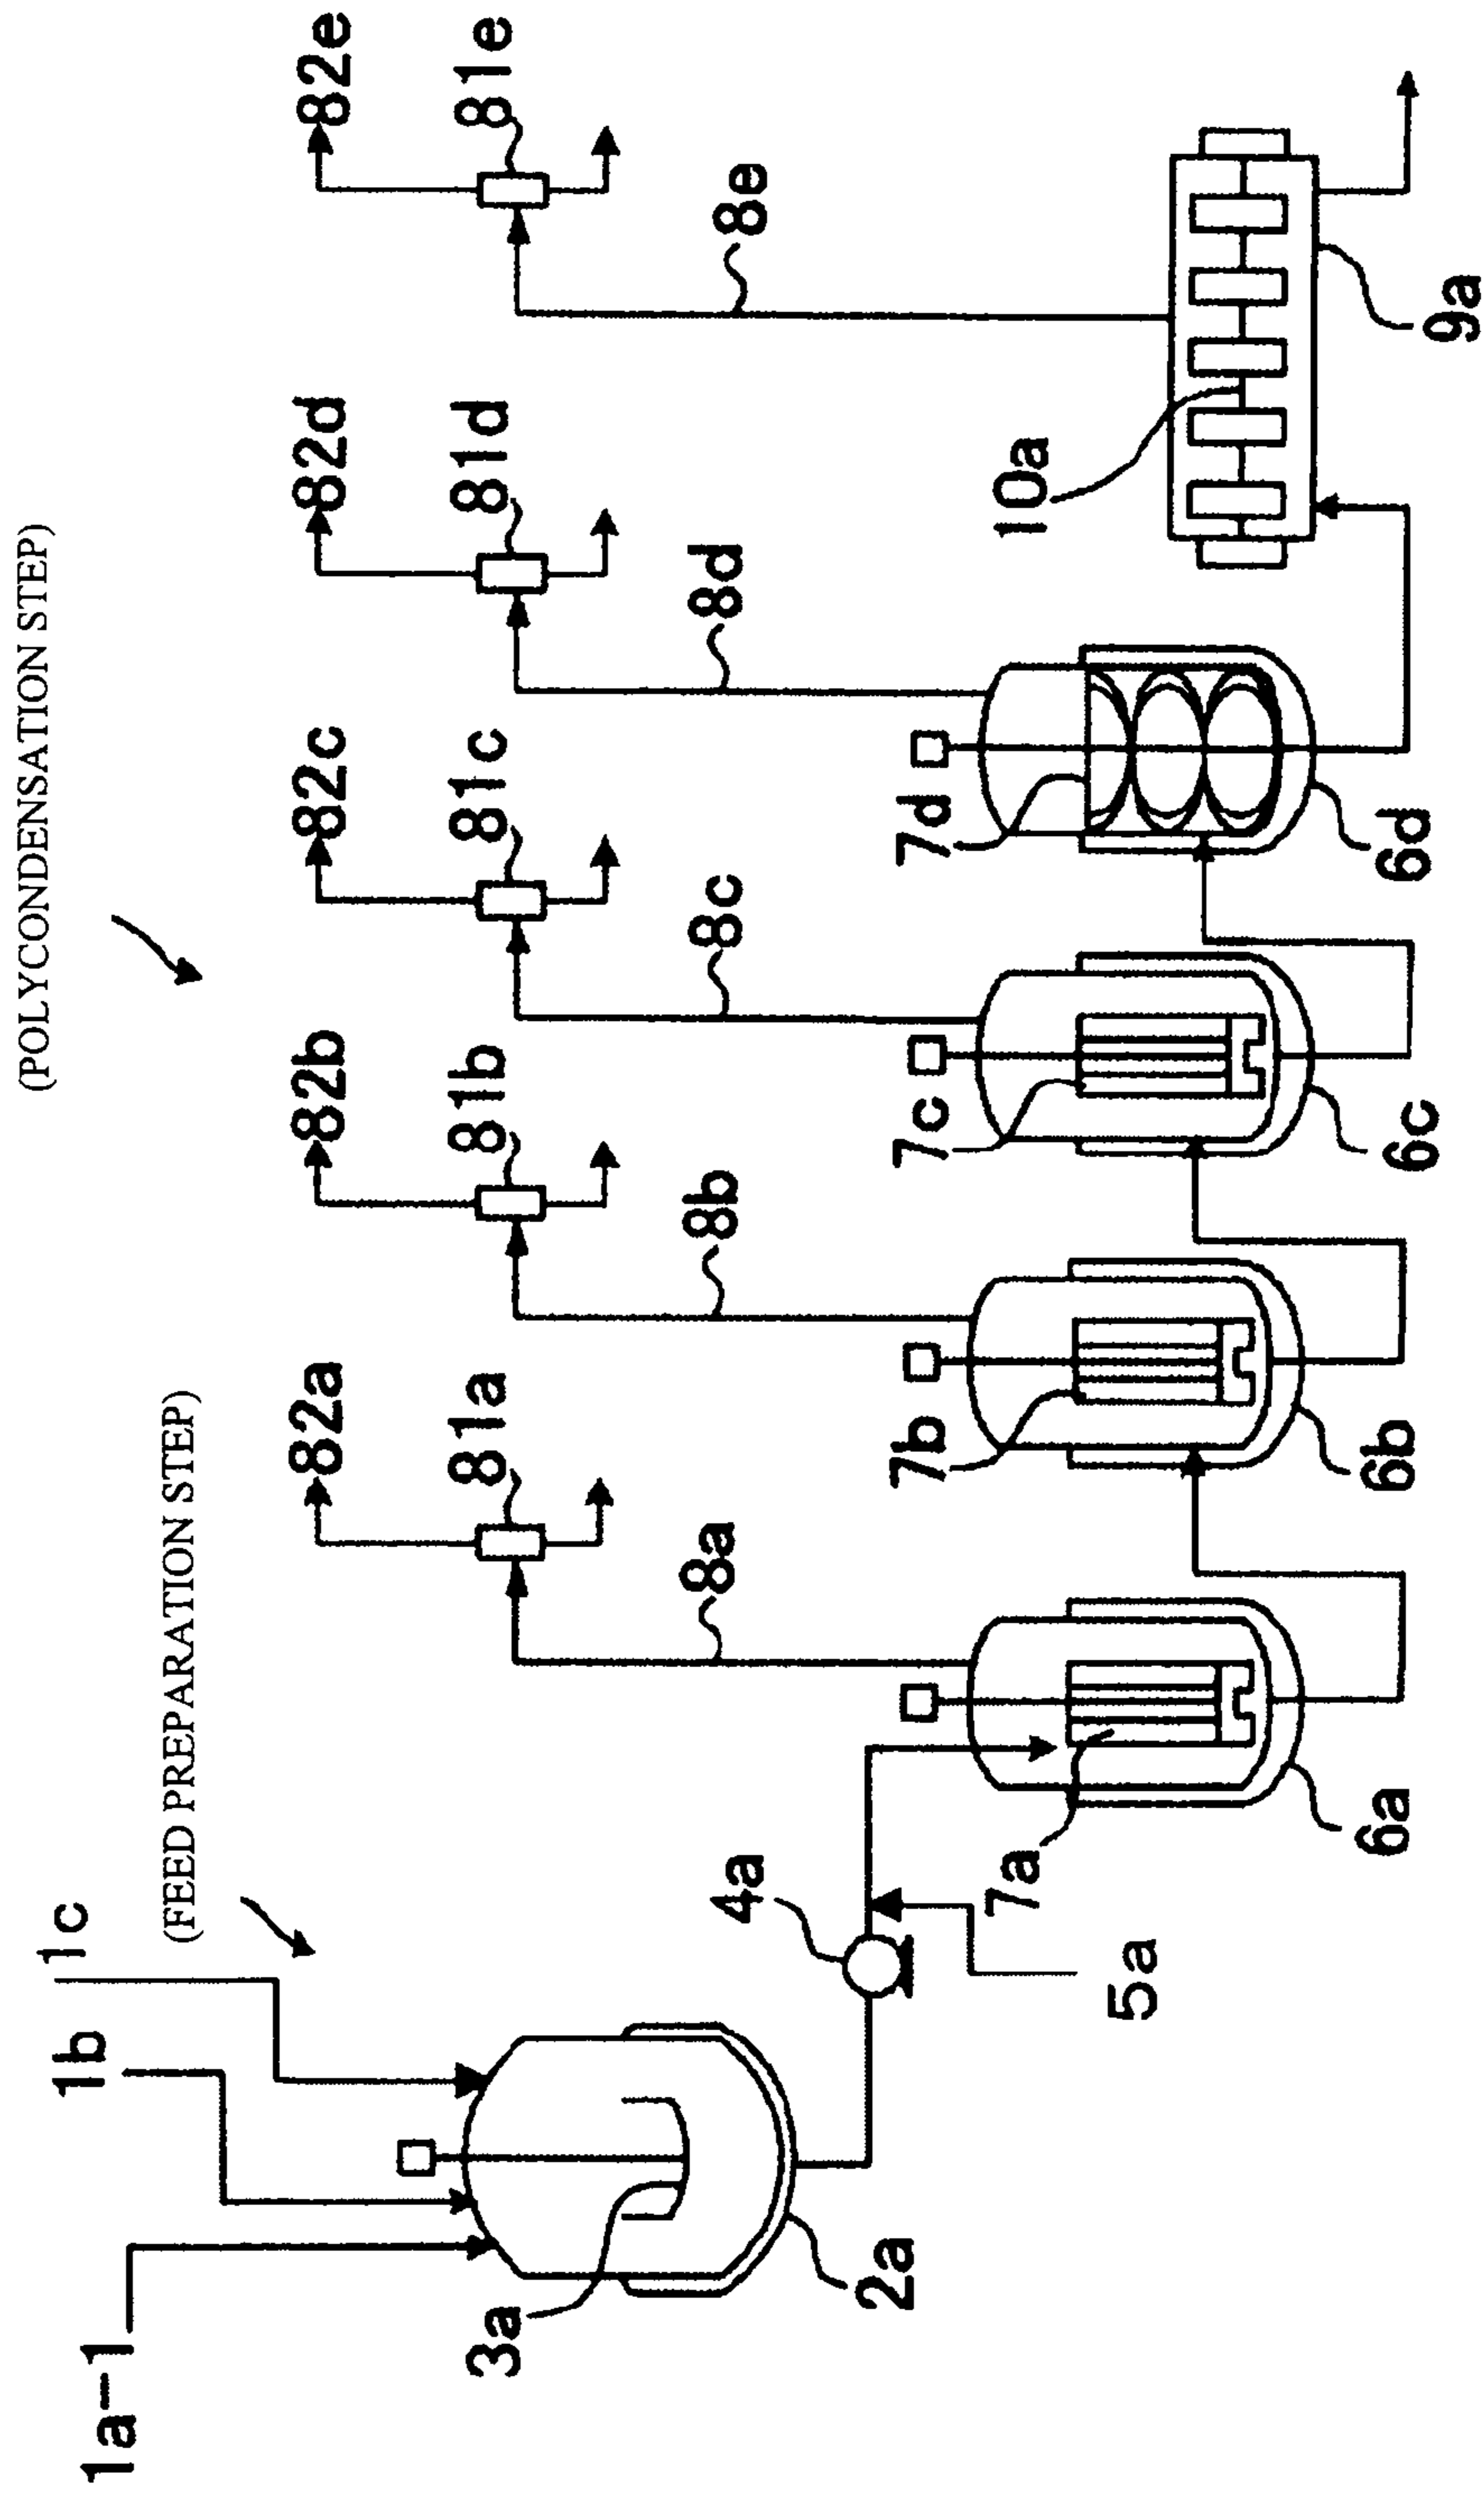 (POLYCONDENSATION STEP)
(FEED PREPARATION STEP)
1a-1
1b
1c
3a
2a
4a
5a
82a
81a
8a
7a
6a
82b
81b
8b
7b
6b
82c
81c
8c
7c
6c
82d
81d
8d
7d
6d
82e
81e
8e
10a
9a